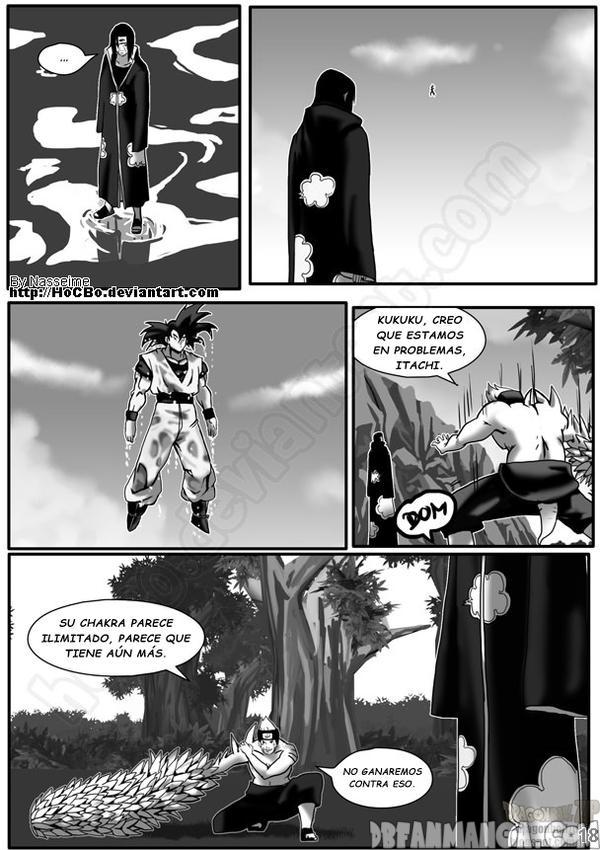 ...
By Nasseime
http://HoCBo.deviantart.com
KUKUKU, CREO
QUE ESTAMOS
EN PROBLEMAS,
ITACHI.
DOM
SU CHAKRA PARECE
ILIMITADO, PARECE QUE
TIENE AÚN MÁS.
NO GANAREMOS
CONTRA ESO.
DBFANMANGA.COM
18